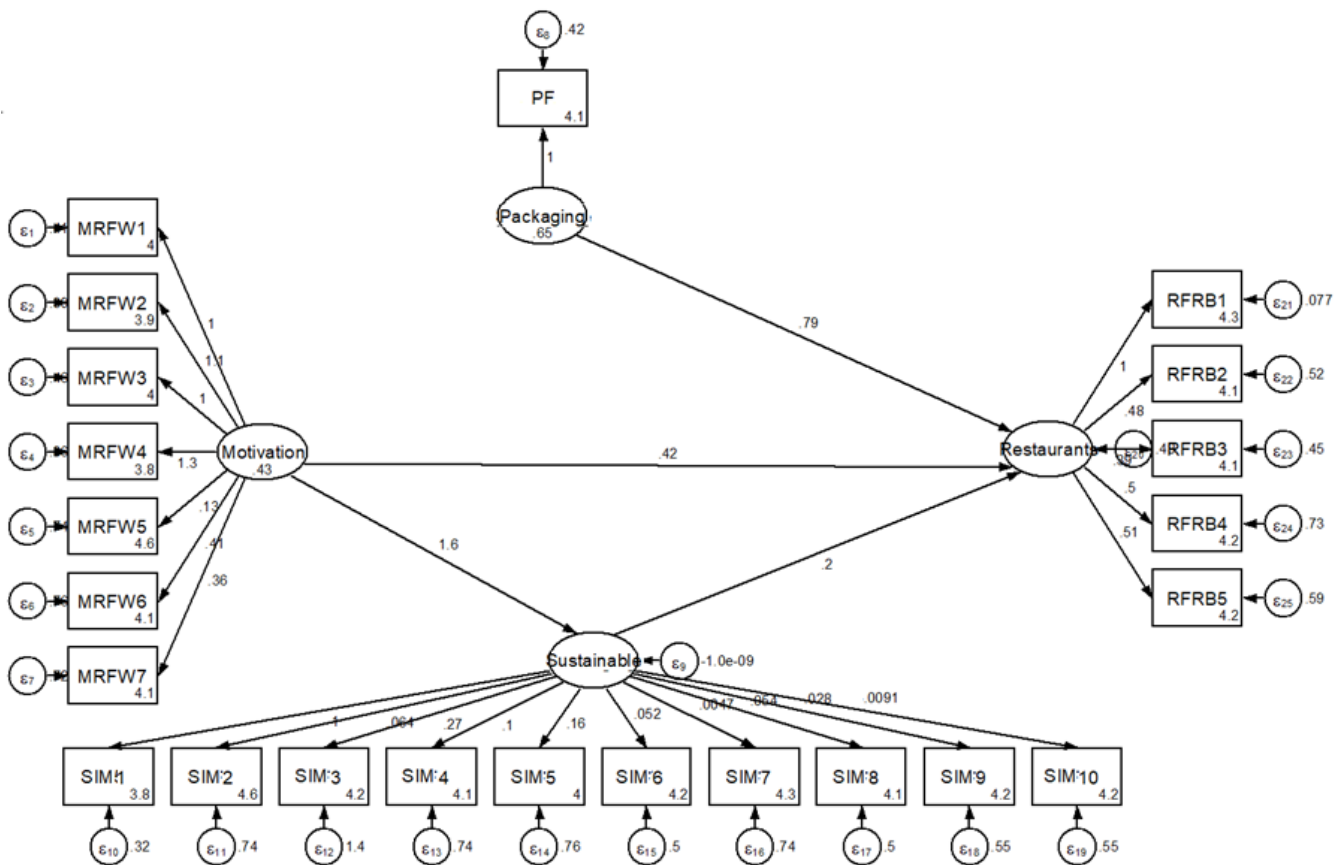 ε8 .42
PF
4.1
1
Packaging
.65
.79
ε1 MRFW1
4
1
ε2 MRFW2
3.9
1.1
ε3 MRFW3
4
1
ε4 MRFW4
3.8
1.3
ε5 MRFW5
4.6
.13
ε6 MRFW6
4.1
.41
ε7 MRFW7
4.1
.36
Motivation
.43
.42
1.6
.2
Restaurants
RFRB1
4.3
ε21 .077
1
RFRB2
4.1
ε22 .52
.48
RFRB3
4.1
ε23 .45
RFRB4
4.2
ε24 .73
.5
RFRB5
4.2
ε25 .59
.51
Sustainable
ε9 -1.0e-09
1 .064 .27 .1 .16 .052 .0047 .054 .028 .0091
SIM1 SIM2 SIM3 SIM4 SIM5 SIM6 SIM7 SIM8 SIM9 SIM10
3.8 4.6 4.2 4.1 4 4.2 4.3 4.1 4.2 4.2
ε10 .32 ε11 .74 ε12 1.4 ε13 .74 ε14 .76 ε15 .5 ε16 .74 ε17 .5 ε18 .55 ε19 .55